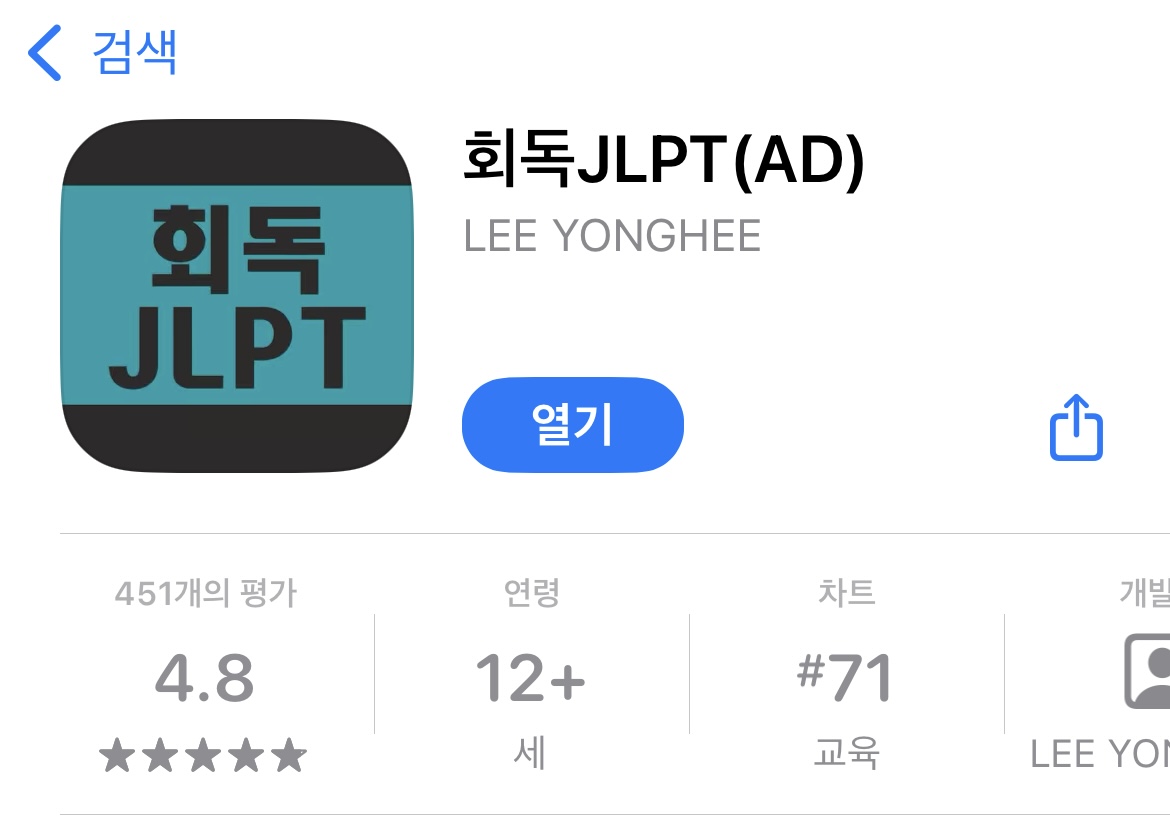 검색
회독
JLPT
회독JLPT(AD)
LEE YONGHEE
열기
451개의 평가
4.8
연령
12+
세
차트
#71
교육
개발
LEE YON